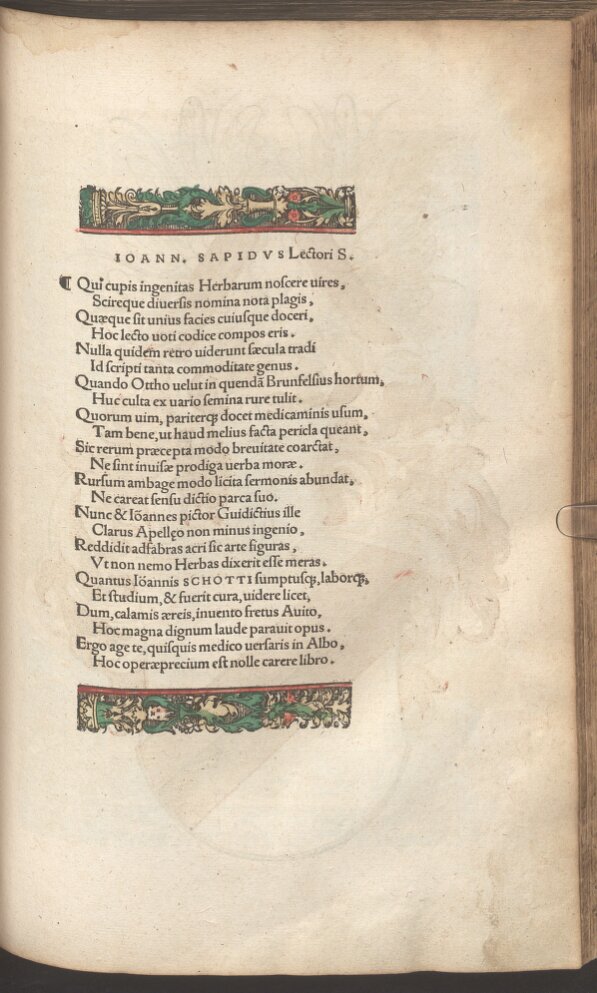 IOANN. SAPIDVS Lectori S.
¶ Qui cupis ingenitas Herbarum noscere uires,
Scireque diuersis nomina nota plagis,
Quæque sit unius facies cuiusque doceri,
Hoc lecto uoti codice compos eris.
Nulla quidem retro uiderunt sæcula tradi
Id scripti tanta commoditate genus.
Quando Ottho uelut in quendã Brunfelsius hortum,
Huc culta ex uario semina rure tulit.
Quorum uim, pariterqꝫ docet medicaminis usum,
Tam bene, ut haud melius facta pericla queant,
Sic rerum præcepta modo breuitate coarctat,
Ne sint inuisæ prodiga uerba moræ.
Rursum ambage modo licita sermonis abundat,
Ne careat sensu dictio parca suo.
Nunc & Iõannes pictor Guidictius ille
Clarus Apellęo non minus ingenio,
Reddidit adfabras acri sic arte figuras,
Vt non nemo Herbas dixerit esse meras.
Quantus Iõannis SCHOTTI sumptusqꝫ, laborqꝫ,
Et studium, & fuerit cura, uidere licet,
Dum, calamis æreis, inuento fretus Auito,
Hoc magna dignum laude parauit opus.
Ergo age te, quisquis medico uersaris in Albo,
Hoc operæprecium est nolle carere libro.